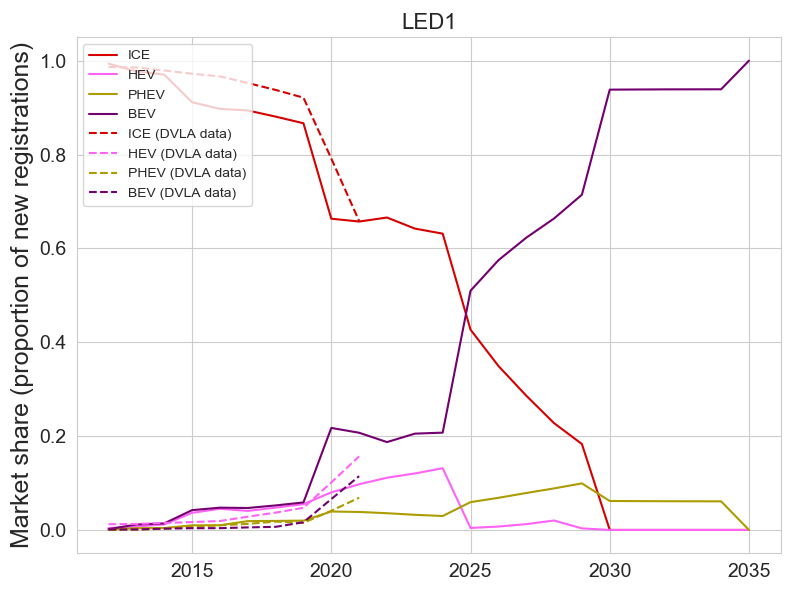 LED1
Market share (proportion of new registrations)
1.0
0.8
0.6
0.4
0.2
0.0
ICE
HEV
PHEV
BEV
ICE (DVLA data)
HEV (DVLA data)
PHEV (DVLA data)
BEV (DVLA data)
2015 2020 2025 2030 2035